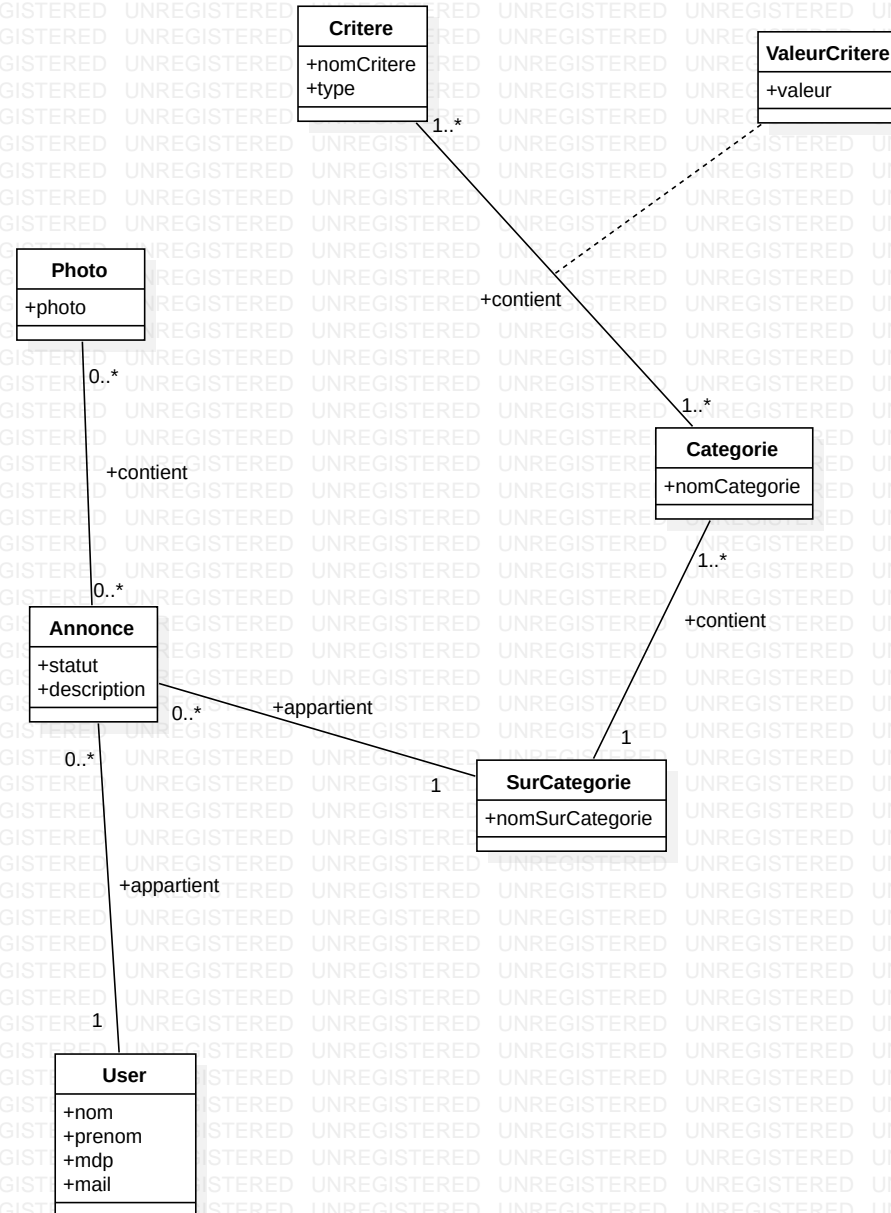 Critere
+nomCritere
+type
1..*
ValeurCritere
+valeur
+contient
1..*
Categorie
+nomCategorie
1..*
+contient
1
SurCategorie
+nomSurCategorie
Photo
+photo
0..*
+contient
0..*
Annonce
+statut
+description
0..*
+appartient
1
0..*
+appartient
1
User
+nom
+prenom
+mdp
+mail
UNREGISTERED